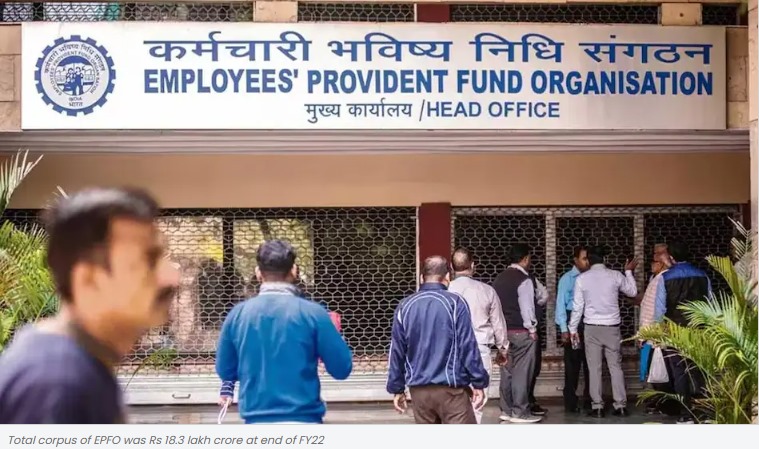 कर्मचारी भविष्य निधि संगठन
EMPLOYEES' PROVIDENT FUND ORGANISATION
मुख्य कार्यालय /HEAD OFFICE
Total corpus of EPFO was Rs 18.3 lakh crore at end of FY22